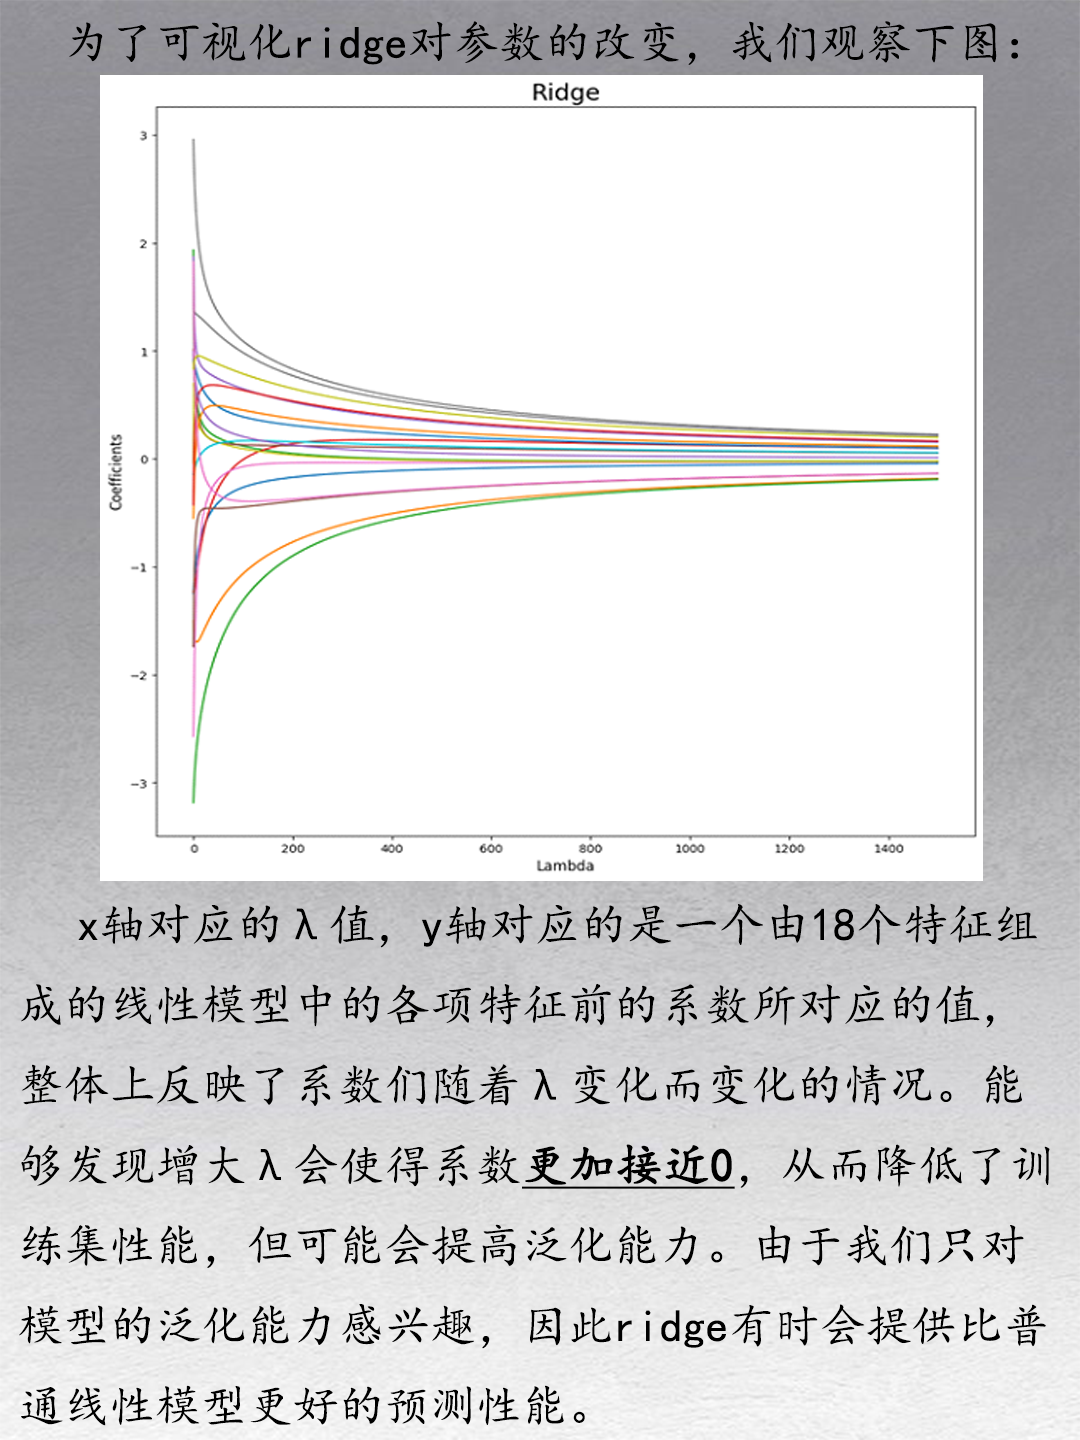 为了可视化ridge对参数的改变，我们观察下图：
Ridge
3
2
1
0
−1
−2
−3
Coefficients
0 200 400 600 800 1000 1200 1400
Lambda
x轴对应的λ值，y轴对应的是一个由18个特征组
成的线性模型中的各项特征前的系数所对应的值，
整体上反映了系数们随着λ变化而变化的情况。能
够发现增大λ会使得系数更加接近0，从而降低了训
练集性能，但可能会提高泛化能力。由于我们只对
模型的泛化能力感兴趣，因此ridge有时会提供比普
通线性模型更好的预测性能。